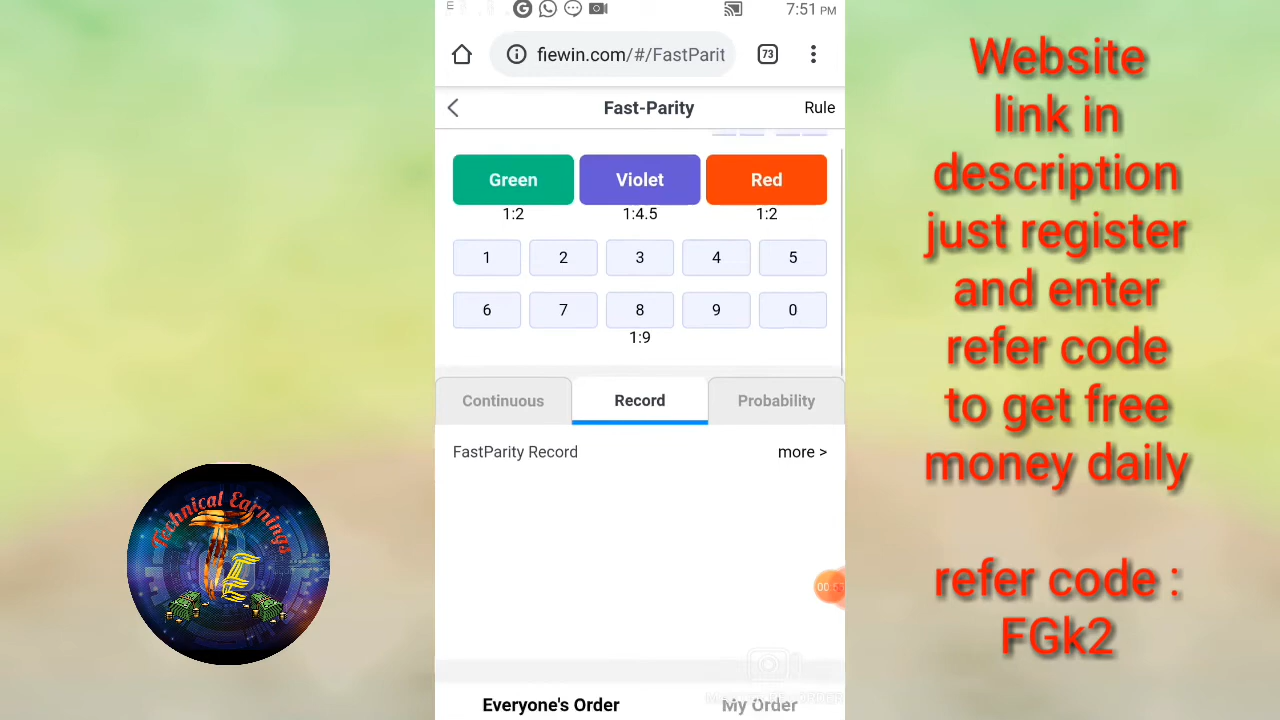 7:51 PM
fiewin.com/#/FastParit
73
Fast-Parity
Rule
Green
Violet
Red
1:2
1:4.5
1:2
1
2
3
4
5
6
7
8
9
0
1:9
Continuous
Record
Probability
FastParity Record
more >
Everyone's Order
My Order
Technical Earnings
TE
Website
link in
description
just register
and enter
refer code
to get free
money daily
refer code :
FGk2